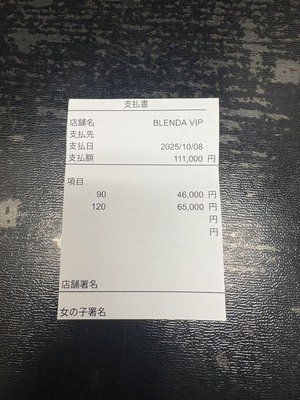 支払書
店舗名 BLENDA VIP
支払先
支払日 2025/10/08
支払額 111,000 円
項目
90 46,000 円
120 65,000 円
円
円
店舗署名
女の子署名